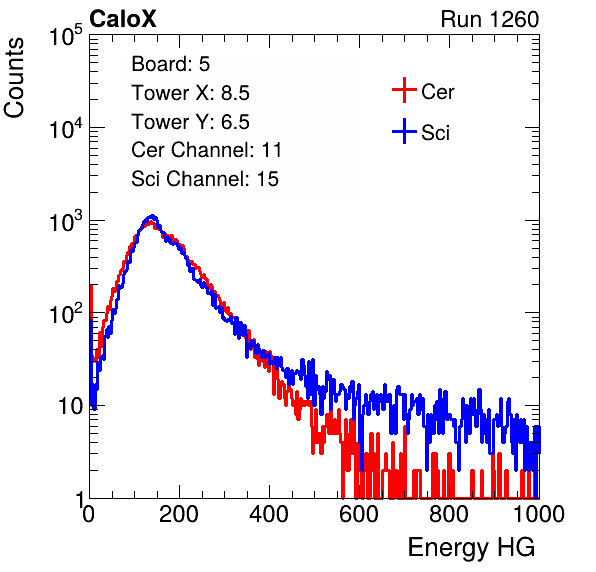 CaloX Run 1260
Counts
10^5
10^4
10^3
10^2
10
1
Board: 5
Tower X: 8.5
Tower Y: 6.5
Cer Channel: 11
Sci Channel: 15
Cer
Sci
0 200 400 600 800 1000
Energy HG